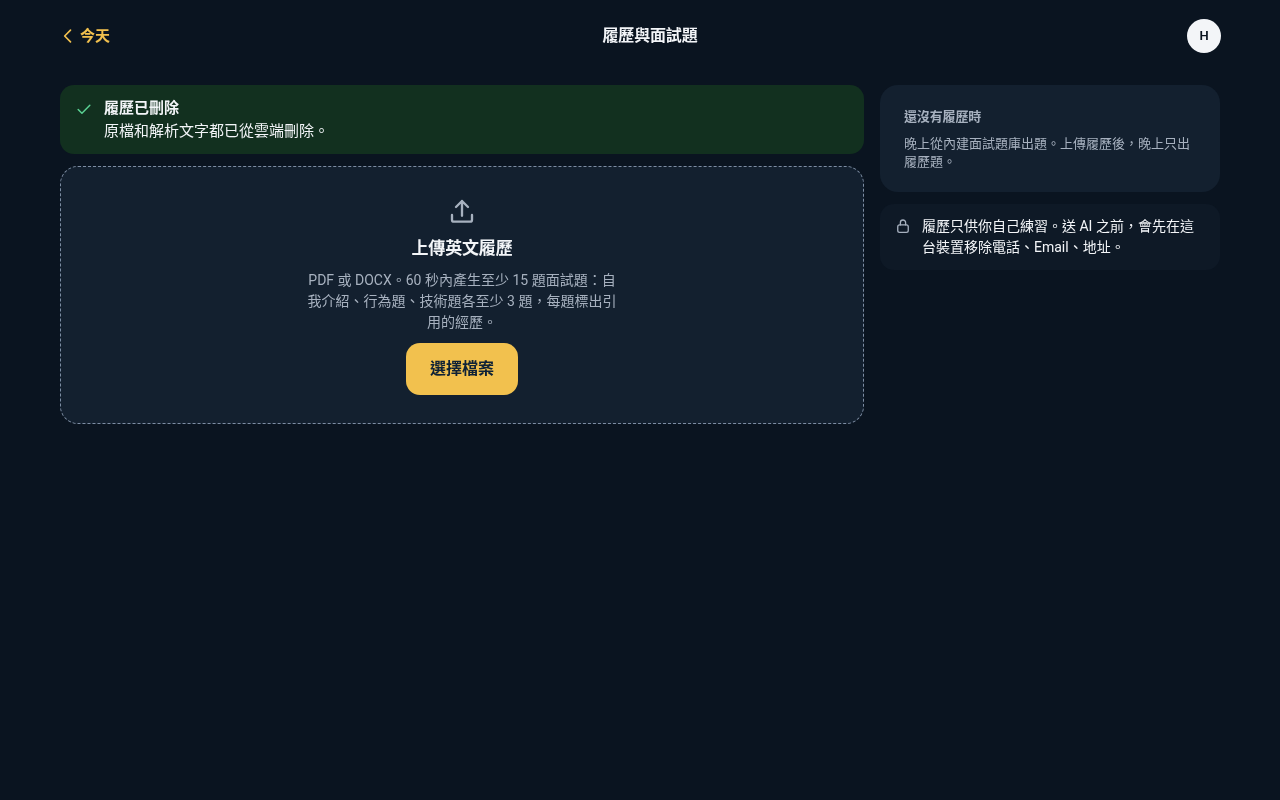 今天
履歷與面試題
H
履歷已刪除
原檔和解析文字都已從雲端刪除。
上傳英文履歷
PDF 或 DOCX。60 秒內產生至少 15 題面試題：自
我介紹、行為題、技術題各至少 3 題，每題標出引
用的經歷。
選擇檔案
還沒有履歷時
晚上從內建面試題庫出題。上傳履歷後，晚上只出
履歷題。
履歷只供你自己練習。送 AI 之前，會先在這
台裝置移除電話、Email、地址。